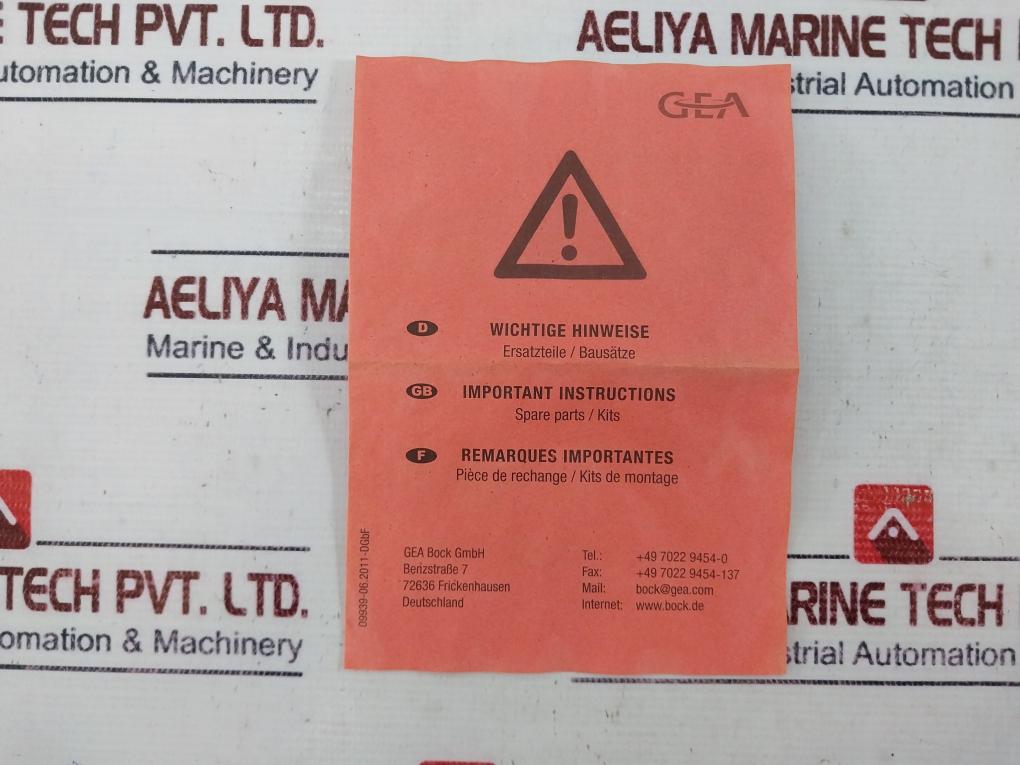 E TECH PVT. LTD.
utomation & Machinery
AELIYA MARINE TECH
strial Automation
AELIYA MA
Marine & Indu
GEA
D WICHTIGE HINWEISE
Ersatzteile / Bausätze
GB IMPORTANT INSTRUCTIONS
Spare parts / Kits
F REMARQUES IMPORTANTES
Pièce de rechange / Kits de montage
09939-06.2011-DGbF
GEA Bock GmbH
Benzstraße 7
72636 Frickenhausen
Deutschland
Tel.: +49 7022 9454-0
Fax: +49 7022 9454-137
Mail: bock@gea.com
Internet: www.bock.de
TECH PVT. LTD.
omation & Machinery
RINE TECH
strial Automation